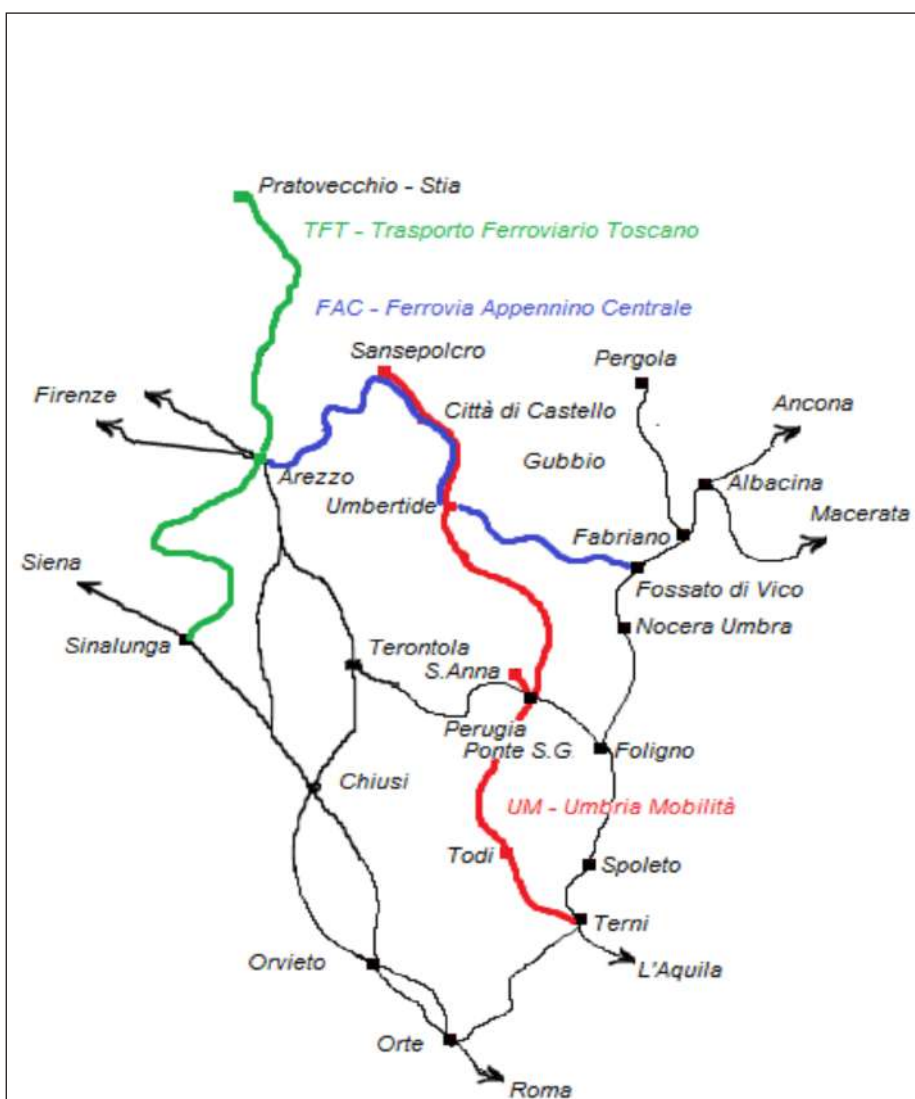 Pratovecchio - Stia
TFT - Trasporto Ferroviario Toscano
FAC - Ferrovia Appennino Centrale
Sansepolcro
Pergola
Firenze
Città di Castello
Ancona
Gubbio
Arezzo
Albacina
Umbertide
Macerata
Fabriano
Siena
Fossato di Vico
Nocera Umbra
Sinalunga
Terontola
S.Anna
Perugia
Ponte S.G
Foligno
Chiusi
UM - Umbria Mobilità
Todi
Spoleto
Terni
Orvieto
L'Aquila
Orte
Roma